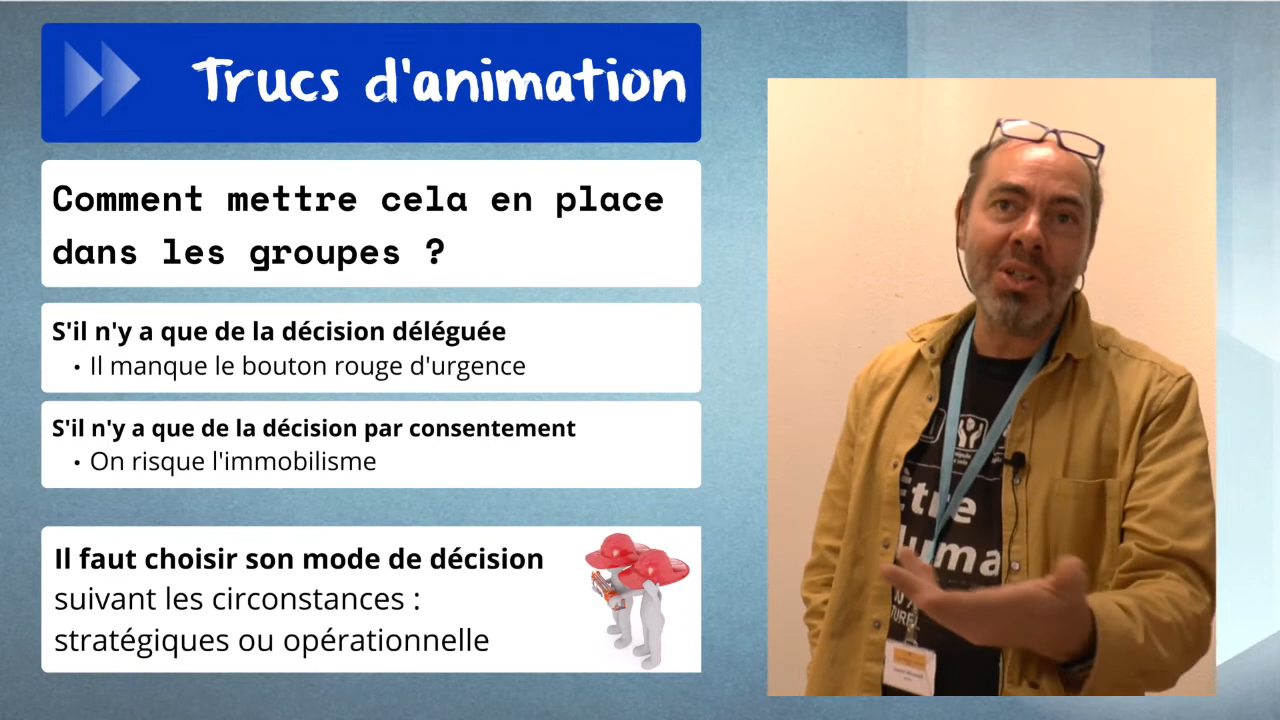 Trucs d'animation
Comment mettre cela en place
dans les groupes ?
S'il n'y a que de la décision déléguée
• Il manque le bouton rouge d'urgence
S'il n'y a que de la décision par consentement
• On risque l'immobilisme
Il faut choisir son mode de décision
suivant les circonstances :
stratégiques ou opérationnelle